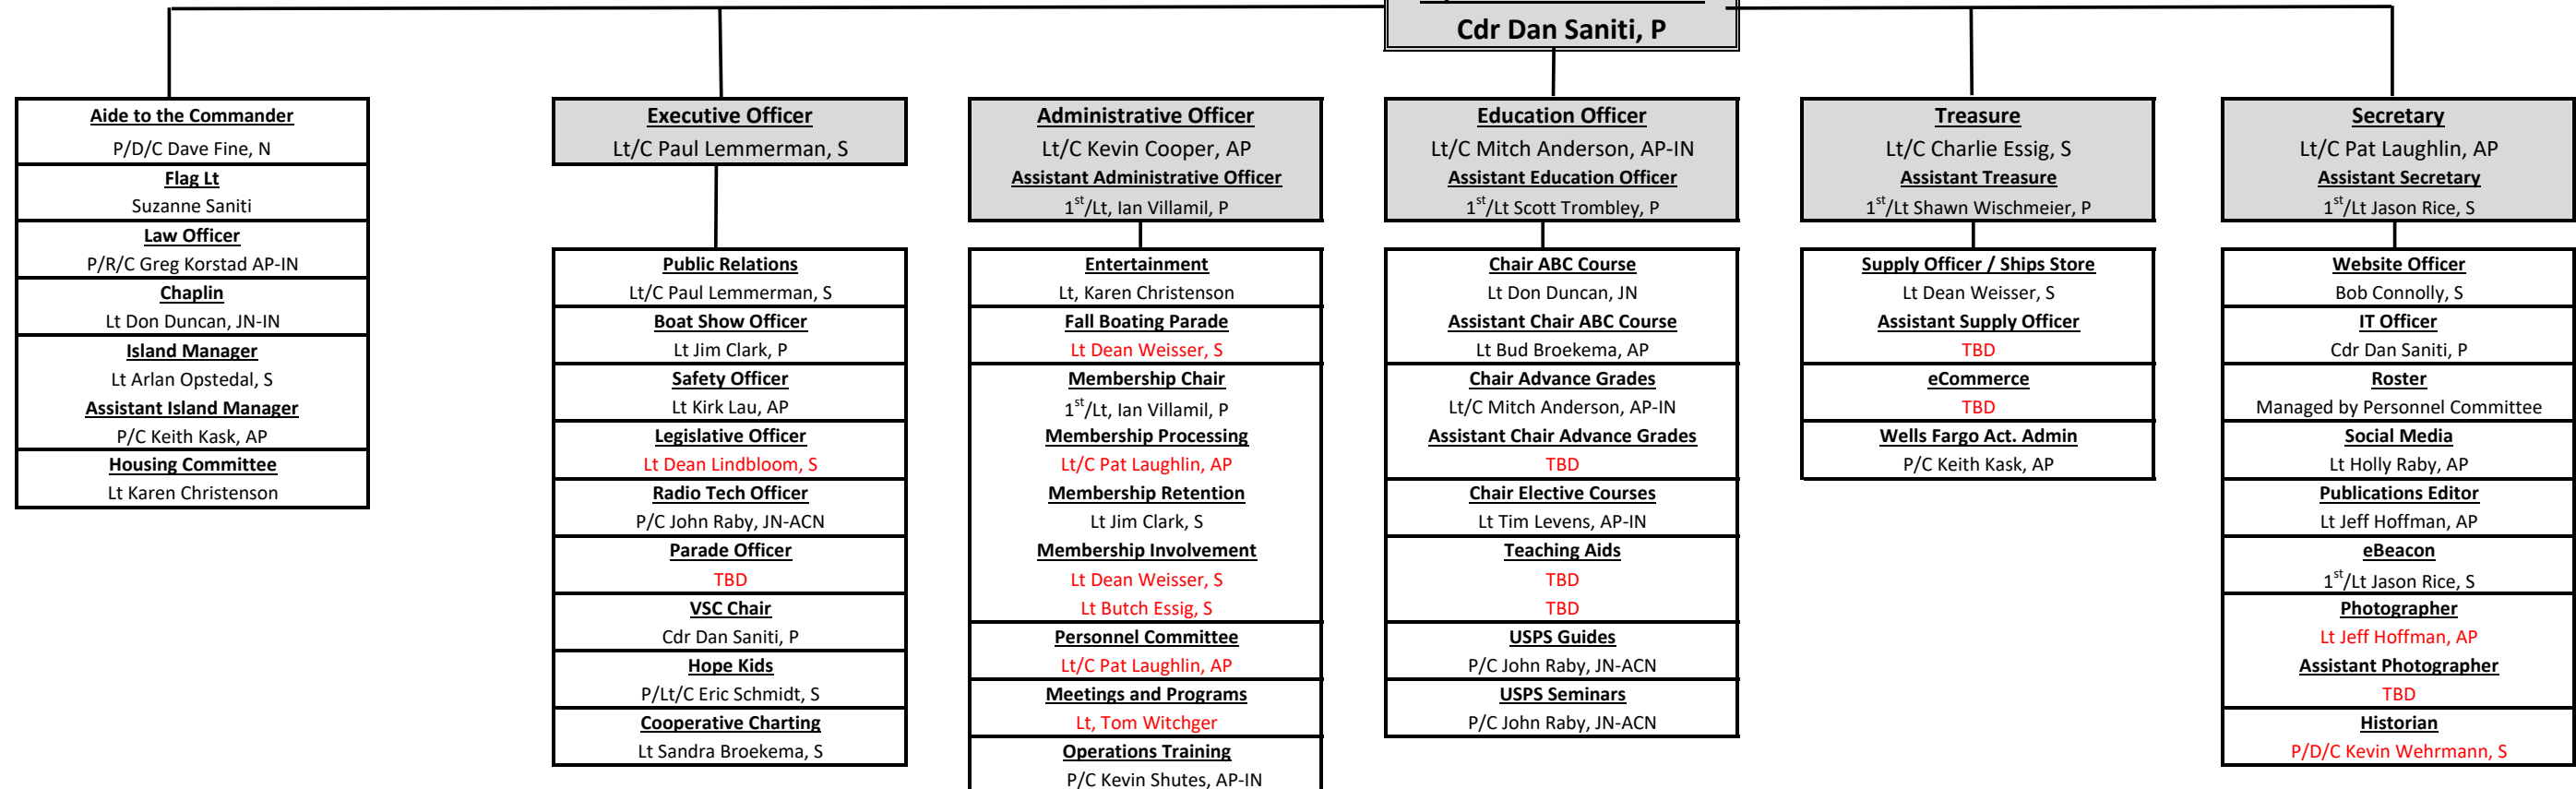 Cdr Dan Saniti, P
Aide to the Commander
P/D/C Dave Fine, N
Flag Lt
Suzanne Saniti
Law Officer
P/R/C Greg Korstad AP-IN
Chaplin
Lt Don Duncan, JN-IN
Island Manager
Lt Arlan Opstedal, S
Assistant Island Manager
P/C Keith Kask, AP
Housing Committee
Lt Karen Christenson
Executive Officer
Lt/C Paul Lemmerman, S
Public Relations
Lt/C Paul Lemmerman, S
Boat Show Officer
Lt Jim Clark, P
Safety Officer
Lt Kirk Lau, AP
Legislative Officer
Lt Dean Lindbloom, S
Radio Tech Officer
P/C John Raby, JN-ACN
Parade Officer
TBD
VSC Chair
Cdr Dan Saniti, P
Hope Kids
P/Lt/C Eric Schmidt, S
Cooperative Charting
Lt Sandra Broekema, S
Administrative Officer
Lt/C Kevin Cooper, AP
Assistant Administrative Officer
1st/Lt, Ian Villamil, P
Entertainment
Lt, Karen Christenson
Fall Boating Parade
Lt Dean Weisser, S
Membership Chair
1st/Lt, Ian Villamil, P
Membership Processing
Lt/C Pat Laughlin, AP
Membership Retention
Lt Jim Clark, S
Membership Involvement
Lt Dean Weisser, S
Lt Butch Essig, S
Personnel Committee
Lt/C Pat Laughlin, AP
Meetings and Programs
Lt, Tom Witchger
Operations Training
P/C Kevin Shutes, AP-IN
Education Officer
Lt/C Mitch Anderson, AP-IN
Assistant Education Officer
1st/Lt Scott Trombley, P
Chair ABC Course
Lt Don Duncan, JN
Assistant Chair ABC Course
Lt Bud Broekema, AP
Chair Advance Grades
Lt/C Mitch Anderson, AP-IN
Assistant Chair Advance Grades
TBD
Chair Elective Courses
Lt Tim Levens, AP-IN
Teaching Aids
TBD
TBD
USPS Guides
P/C John Raby, JN-ACN
USPS Seminars
P/C John Raby, JN-ACN
Treasure
Lt/C Charlie Essig, S
Assistant Treasure
1st/Lt Shawn Wischmeier, P
Supply Officer / Ships Store
Lt Dean Weisser, S
Assistant Supply Officer
TBD
eCommerce
TBD
Wells Fargo Act. Admin
P/C Keith Kask, AP
Secretary
Lt/C Pat Laughlin, AP
Assistant Secretary
1st/Lt Jason Rice, S
Website Officer
Bob Connolly, S
IT Officer
Cdr Dan Saniti, P
Roster
Managed by Personnel Committee
Social Media
Lt Holly Raby, AP
Publications Editor
Lt Jeff Hoffman, AP
eBeacon
1st/Lt Jason Rice, S
Photographer
Lt Jeff Hoffman, AP
Assistant Photographer
TBD
Historian
P/D/C Kevin Wehrmann, S